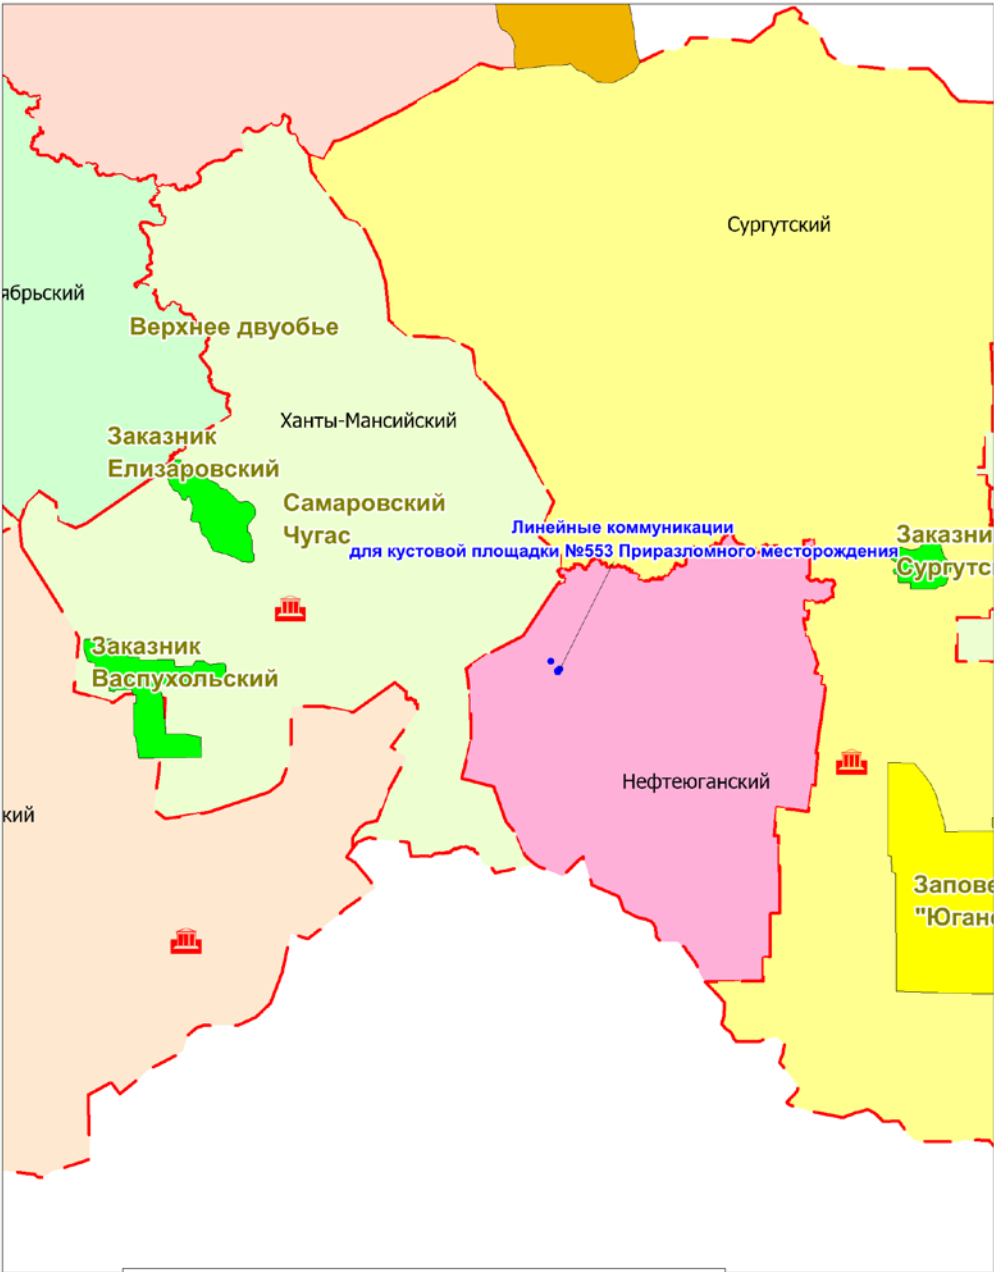 Сургутский
ябрьский
Верхнее двуобье
Ханты-Мансийский
Заказник
Елизаровский
Самаровский
Чугас
Линейные коммуникации
для кустовой площадки №553 Приразломного месторождения
Заказни
Сургутс
Заказник
Васпухольский
Нефтеюганский
кий
Запове
"Юган